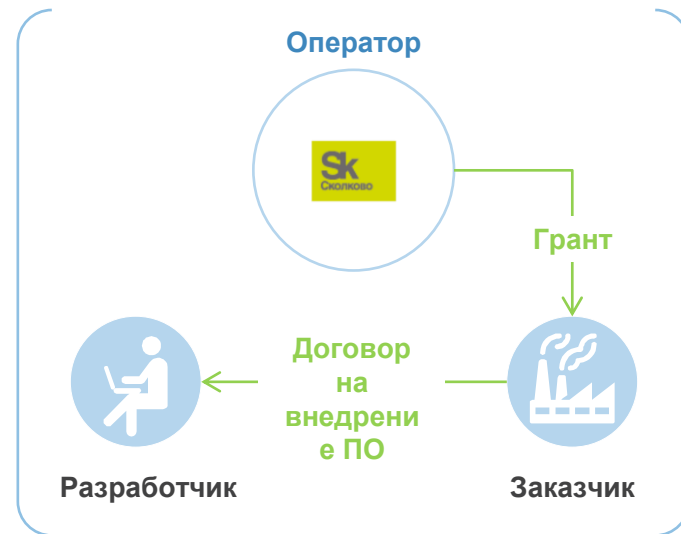 Оператор
Sk
Сколково
Грант
Договор
на
внедрени
е ПО
Разработчик
Заказчик